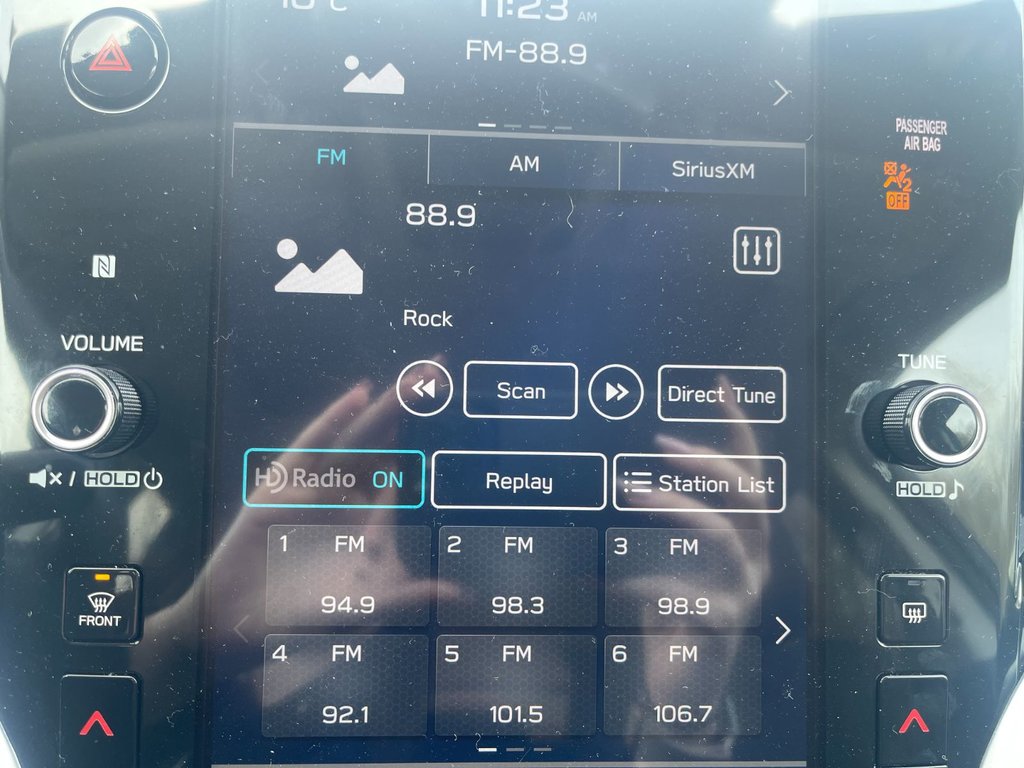 11:23 AM
FM-88.9
PASSENGER
AIR BAG
2
OFF
FM AM SiriusXM
88.9
Rock
VOLUME
TUNE
Scan Direct Tune
/ HOLD
HOLD
HD Radio ON Replay Station List
1 FM 2 FM 3 FM
94.9 98.3 98.9
FRONT
4 FM 5 FM 6 FM
92.1 101.5 106.7